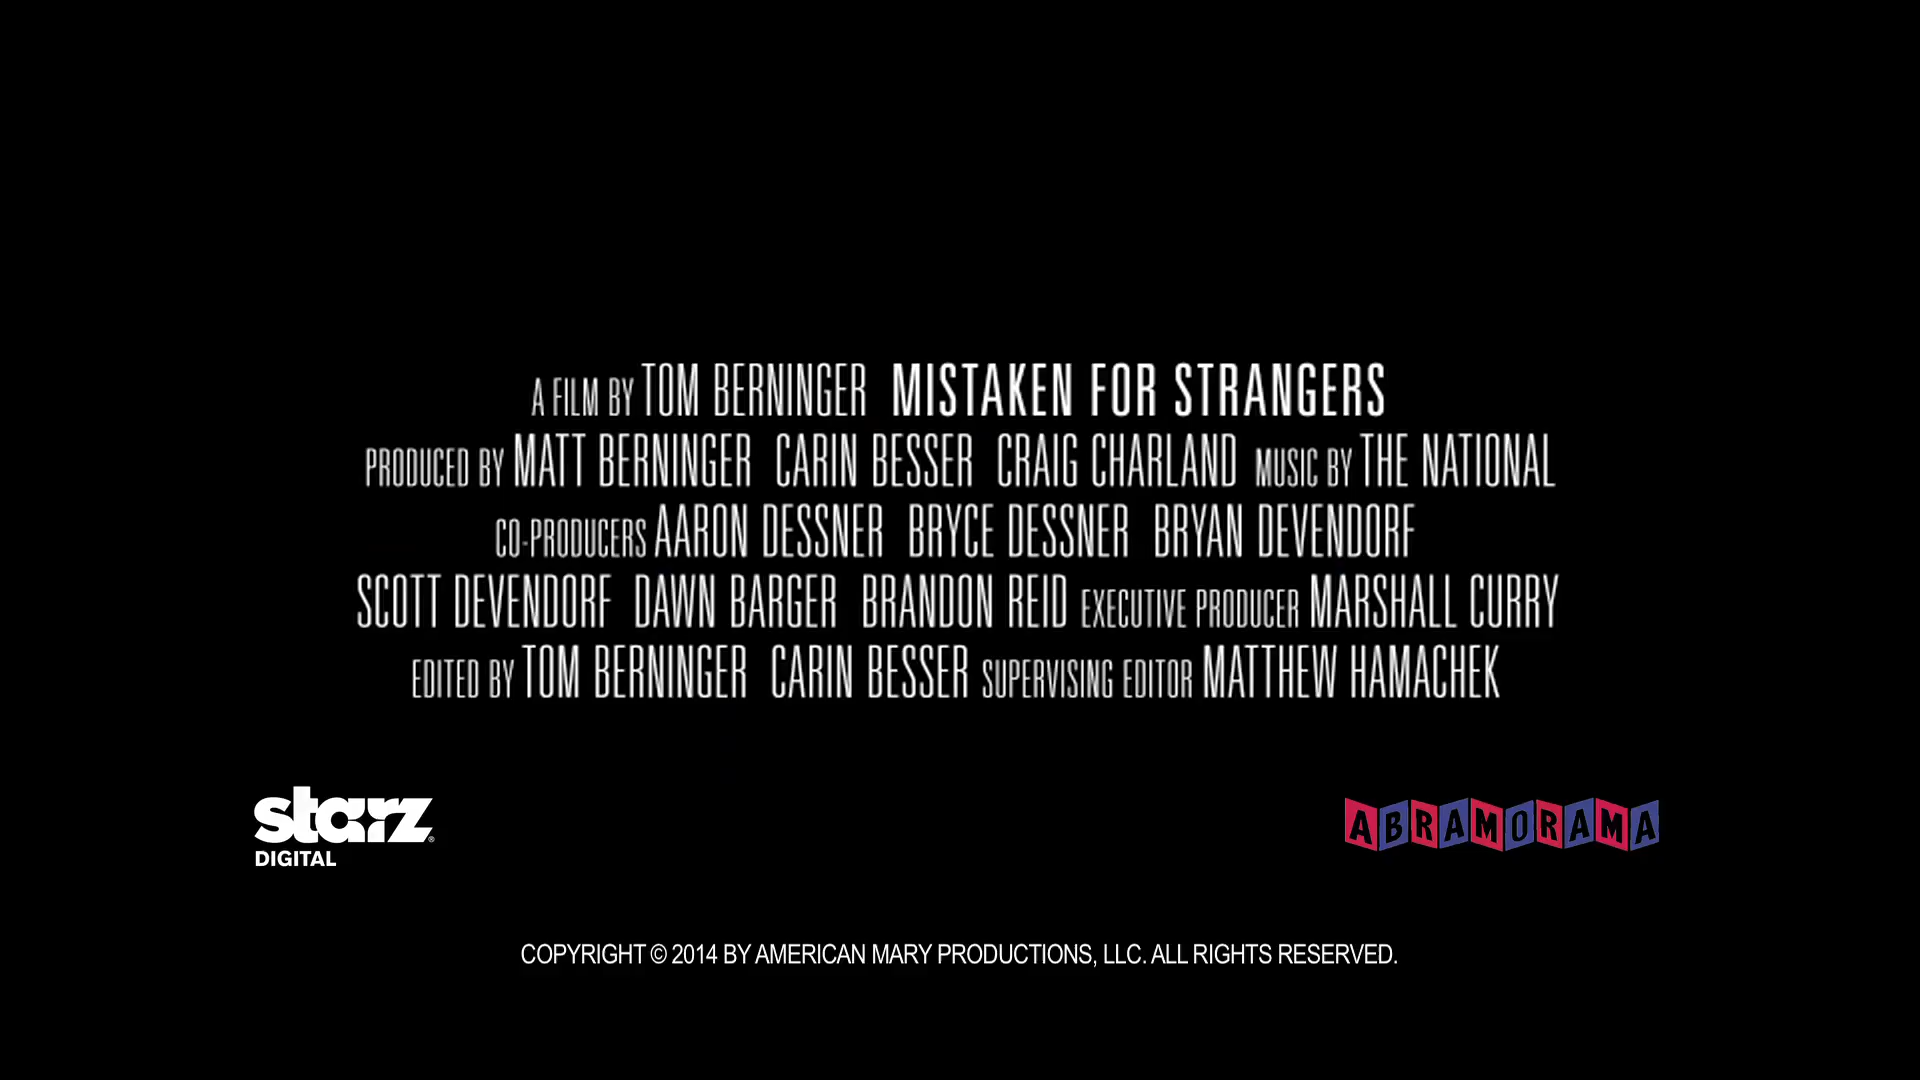 A FILM BY TOM BERNINGER MISTAKEN FOR STRANGERS
PRODUCED BY MATT BERNINGER CARIN BESSER CRAIG CHARLAND MUSIC BY THE NATIONAL
CO-PRODUCERS AARON DESSNER BRYCE DESSNER BRYAN DEVENDORF
SCOTT DEVENDORF DAWN BARGER BRANDON REID EXECUTIVE PRODUCER MARSHALL CURRY
EDITED BY TOM BERNINGER CARIN BESSER SUPERVISING EDITOR MATTHEW HAMACHEK
starz®
DIGITAL
ABRAMORAMA
COPYRIGHT © 2014 BY AMERICAN MARY PRODUCTIONS, LLC. ALL RIGHTS RESERVED.